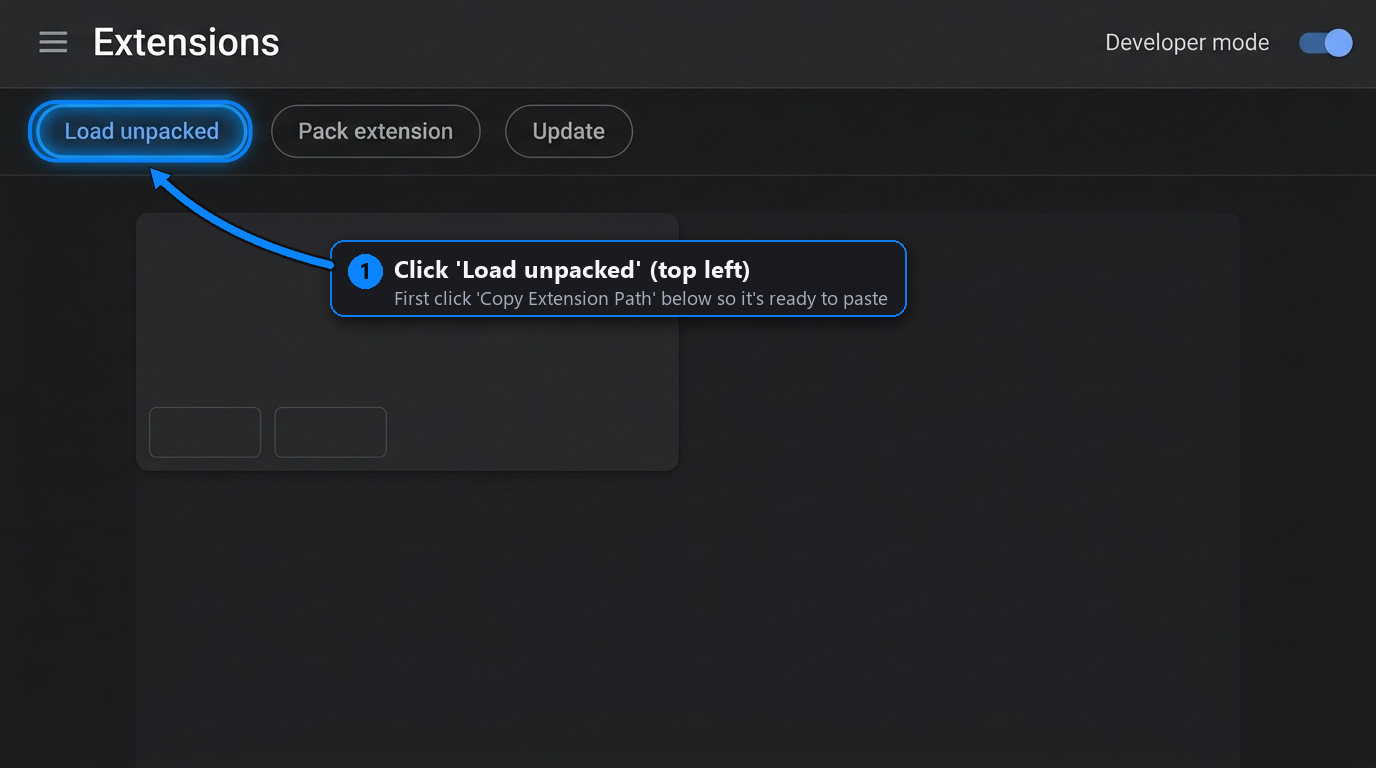 Extensions
Developer mode
Load unpacked
Pack extension
Update
1
Click 'Load unpacked' (top left)
First click 'Copy Extension Path' below so it's ready to paste